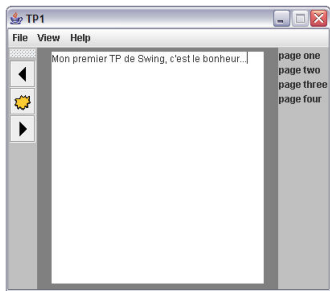 TP1
File View Help
Mon premier TP de Swing, c'est le bonheur...
page one
page two
page three
page four